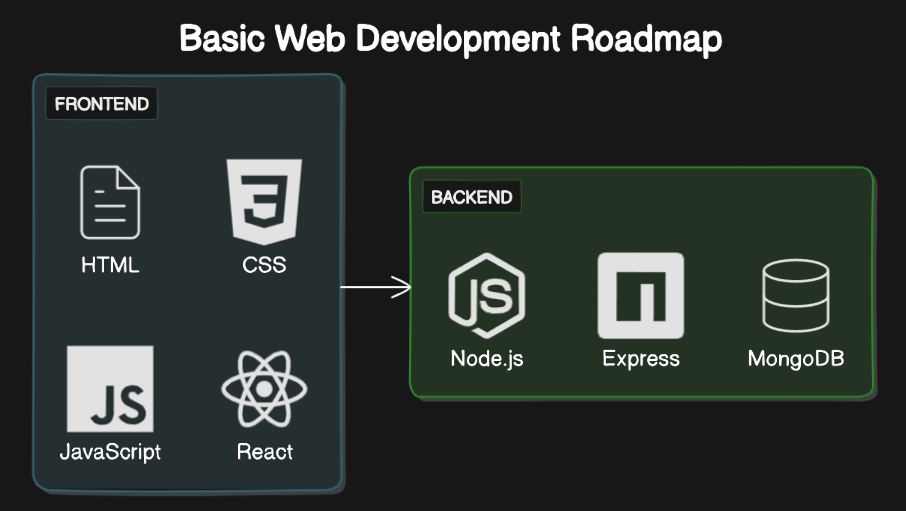 Basic Web Development Roadmap
FRONTEND
HTML
CSS
JS
JavaScript
React
BACKEND
JS
Node.js
Express
MongoDB